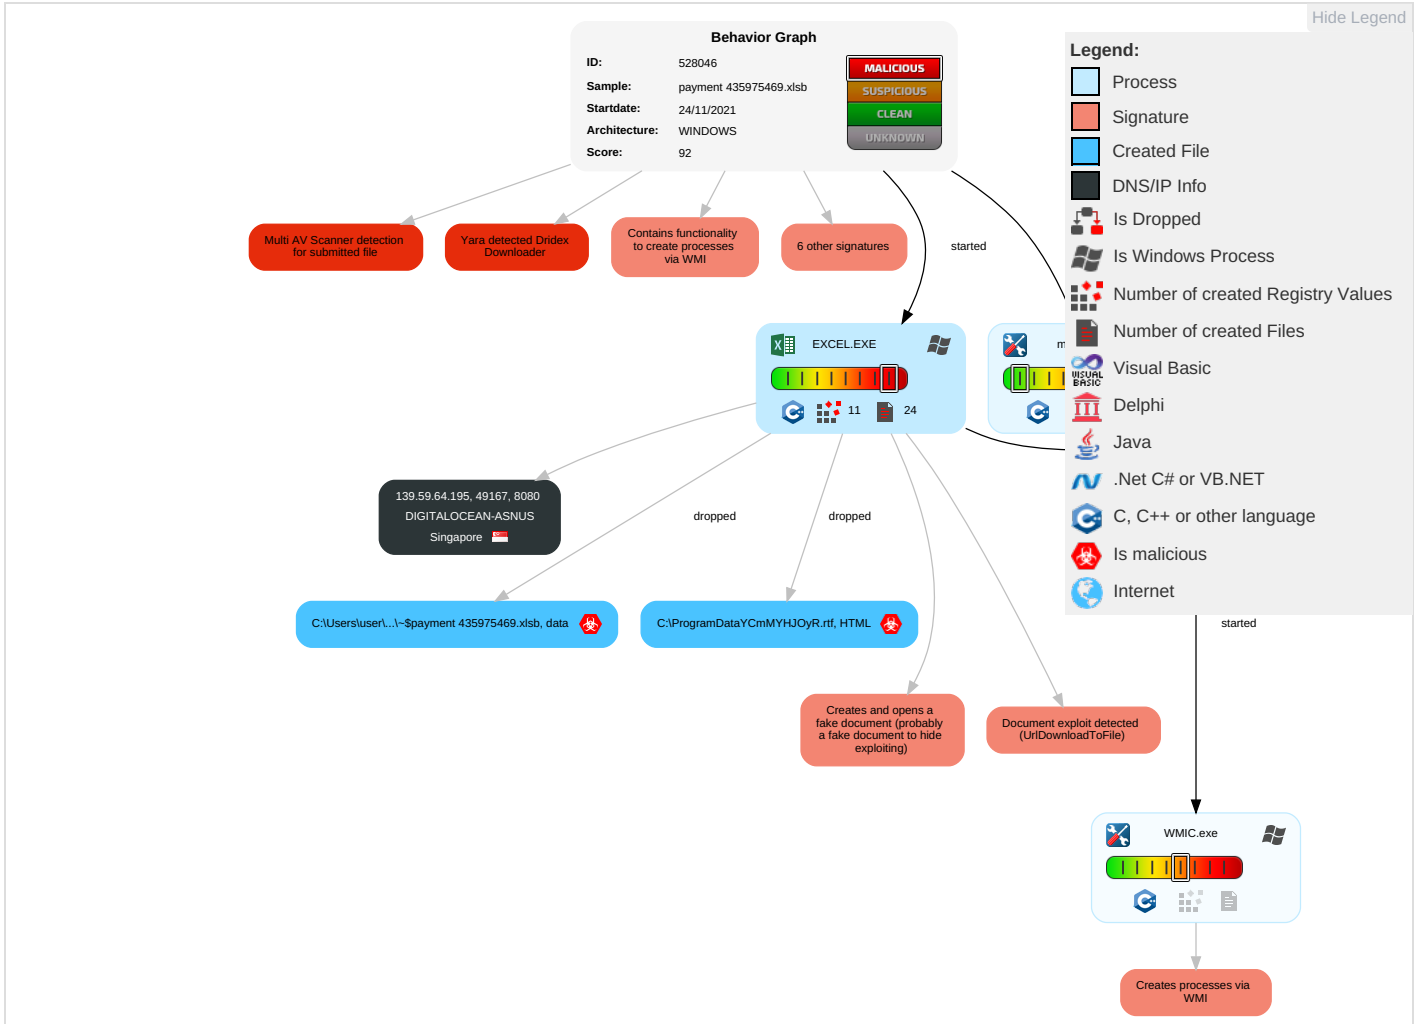 Hide Legend
Behavior Graph
ID: 528046
Sample: payment 435975469.xlsb
Startdate: 24/11/2021
Architecture: WINDOWS
Score: 92
MALICIOUS
SUSPICIOUS
CLEAN
UNKNOWN
Legend:
Process
Signature
Created File
DNS/IP Info
Is Dropped
Is Windows Process
Number of created Registry Values
Number of created Files
VISUAL
BASIC
Visual Basic
Delphi
Java
.Net C# or VB.NET
C, C++ or other language
Is malicious
Internet
Multi AV Scanner detection
for submitted file
Yara detected Dridex
Downloader
Contains functionality
to create processes
via WMI
6 other signatures
started
EXCEL.EXE
11
24
m
139.59.64.195, 49167, 8080
DIGITALOCEAN-ASNUS
Singapore
dropped
dropped
C:\Users\user\...\~$payment 435975469.xlsb, data
C:\ProgramDataYCmMYHJOyR.rtf, HTML
started
Creates and opens a
fake document (probably
a fake document to hide
exploiting)
Document exploit detected
(UrlDownloadToFile)
WMIC.exe
Creates processes via
WMI